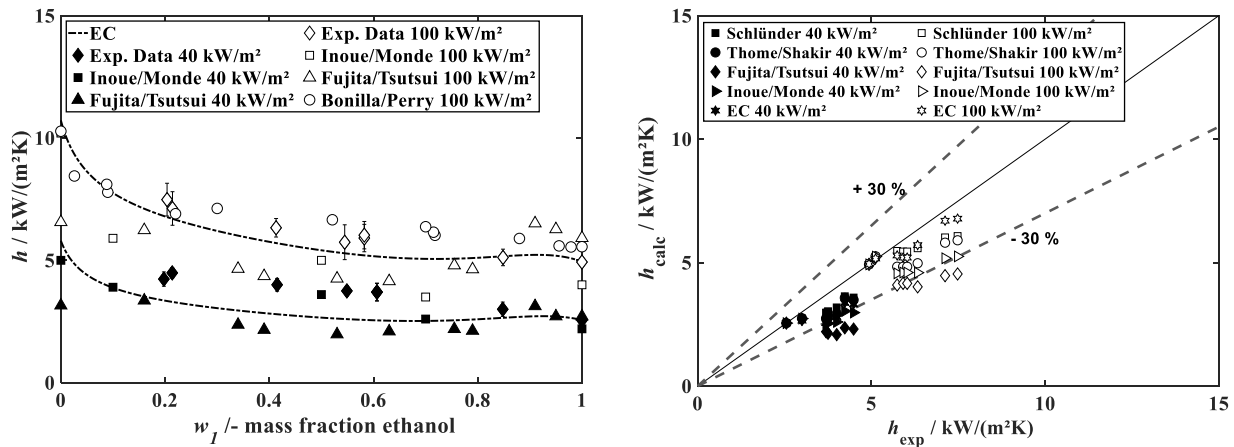 EC
Exp. Data 40 kW/m²
Inoue/Monde 40 kW/m²
Fujita/Tsutsui 40 kW/m²
Exp. Data 100 kW/m²
Inoue/Monde 100 kW/m²
Fujita/Tsutsui 100 kW/m²
Bonilla/Perry 100 kW/m²
15
10
5
0
h / kW/(m²K)
0 0.2 0.4 0.6 0.8 1
w1 /- mass fraction ethanol
Schlünder 40 kW/m²
Thome/Shakir 40 kW/m²
Fujita/Tsutsui 40 kW/m²
Inoue/Monde 40 kW/m²
EC 40 kW/m²
Schlünder 100 kW/m²
Thome/Shakir 100 kW/m²
Fujita/Tsutsui 100 kW/m²
Inoue/Monde 100 kW/m²
EC 100 kW/m²
+ 30 %
- 30 %
15
10
5
0
hcalc / kW/(m²K)
0 5 10 15
hexp / kW/(m²K)